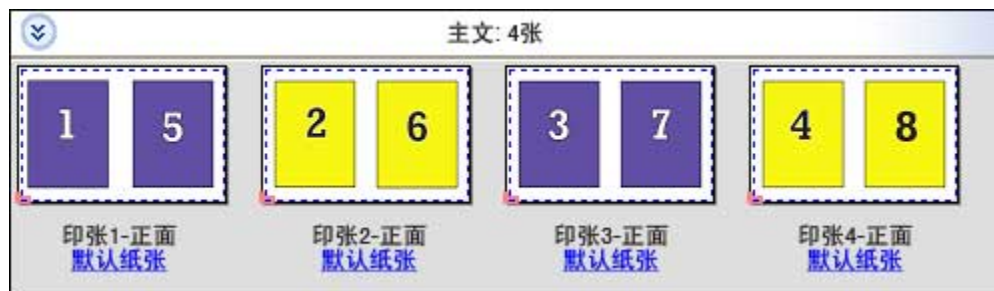 主文: 4张
1 5 2 6 3 7 4 8
印张1-正面 印张2-正面 印张3-正面 印张4-正面
默认纸张 默认纸张 默认纸张 默认纸张